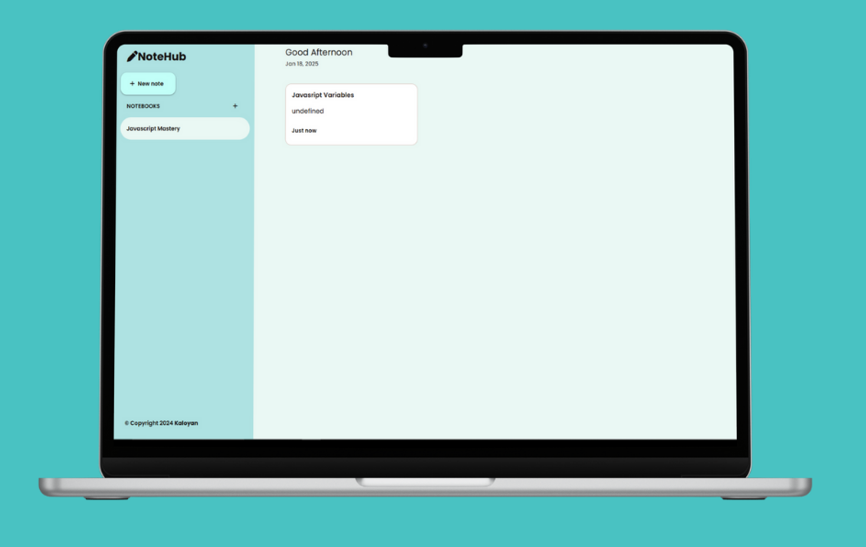 NoteHub
+ New note
NOTEBOOKS +
Javascript Mastery
© Copyright 2024 Kaloyan
Good Afternoon
Jan 18, 2025
Javasript Variables
undefined
Just now